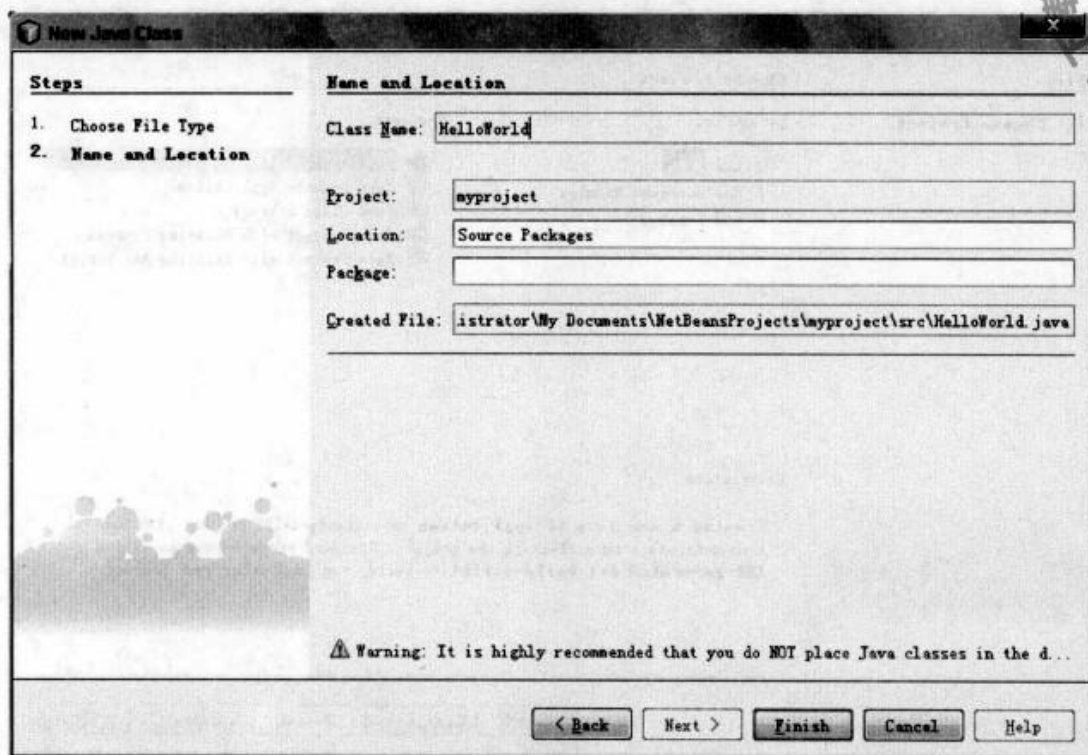 New Java Class
Steps
1. Choose File Type
2. Name and Location
Name and Location
Class Name: HelloWorld
Project: myproject
Location: Source Packages
Package:
Created File: .istrator\My Documents\NetBeansProjects\myproject\src\HelloWorld.java
Warning: It is highly recommended that you do NOT place Java classes in the d...
< Back
Next >
Finish
Cancel
Help